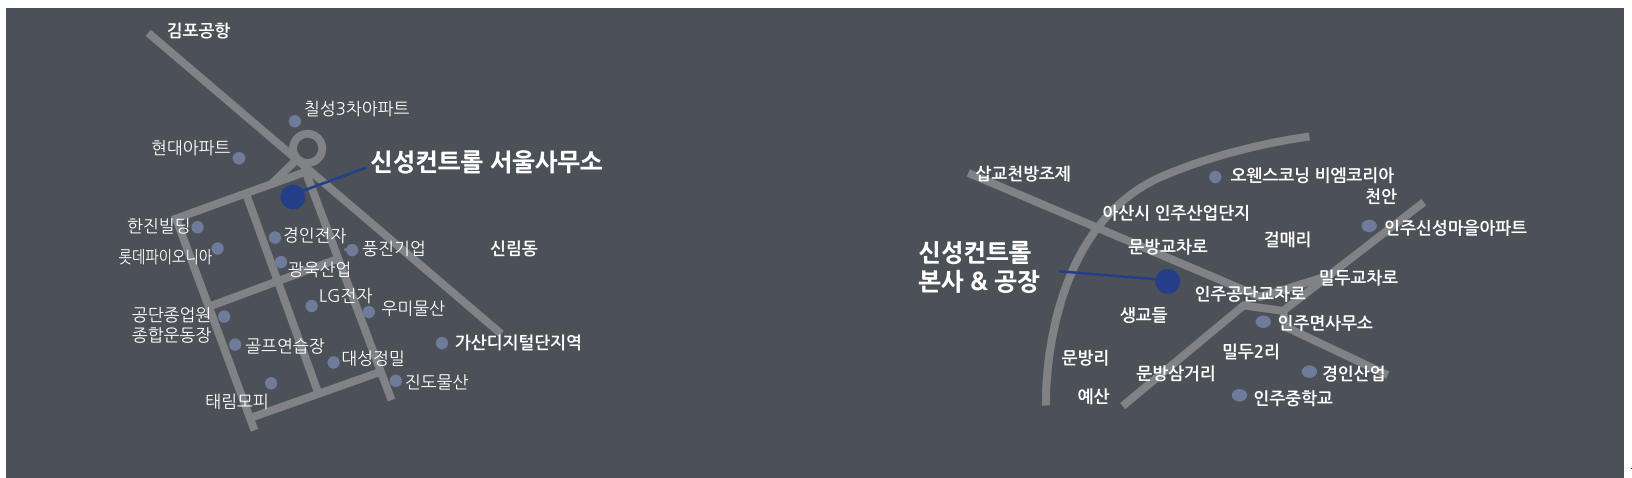 김포공항
칠성3차아파트
현대아파트
신성컨트롤 서울사무소
한진빌딩
경인전자
롯데파이오니아
풍진기업
신림동
광욱산업
LG전자
우미물산
공단종업원
종합운동장
골프연습장
가산디지털단지역
대성정밀
진도물산
태림모피
삽교천방조제
오웬스코닝 비엠코리아
천안
아산시 인주산업단지
인주신성마을아파트
걸매리
문방교차로
신성컨트롤
본사 & 공장
밀두교차로
인주공단교차로
생교들
인주면사무소
밀두2리
문방리
문방삼거리
경인산업
예산
인주중학교